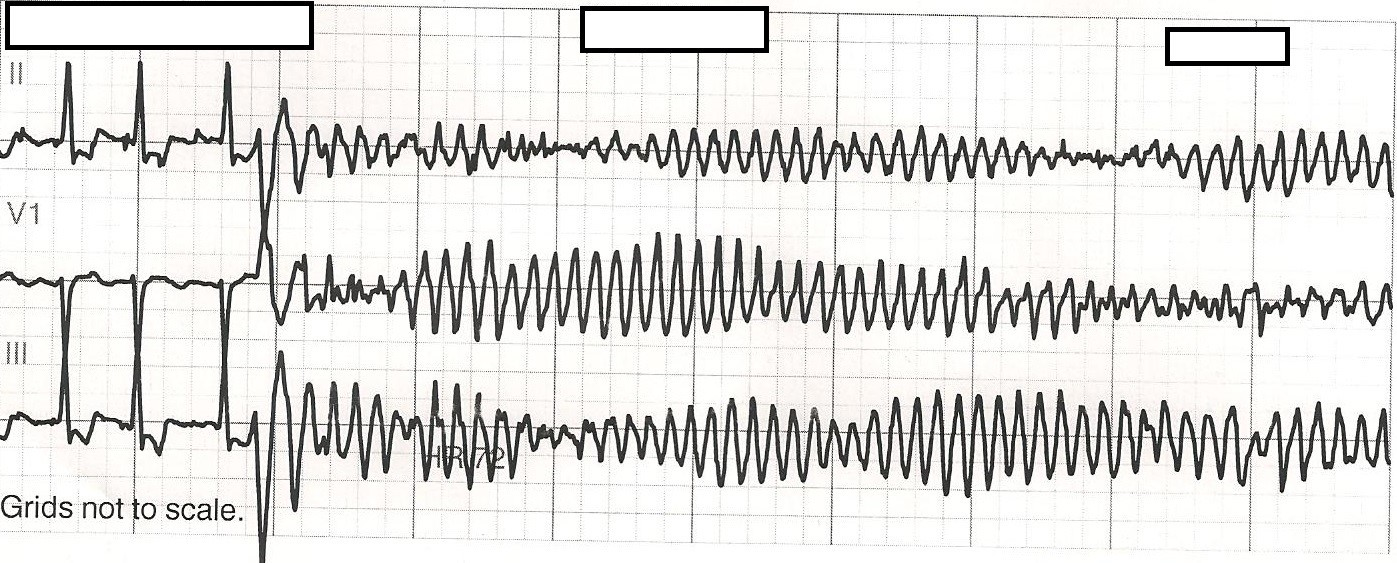 II
V1
III
HR 72
Grids not to scale.